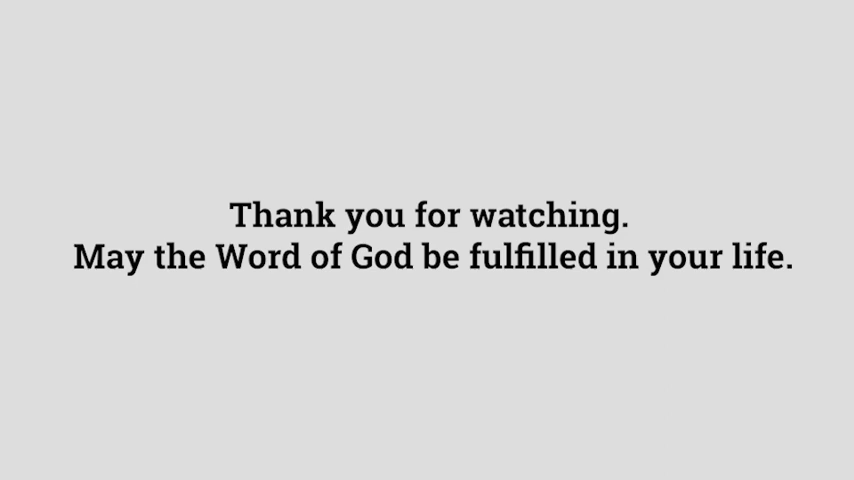 Thank you for watching.
May the Word of God be fulfilled in your life.